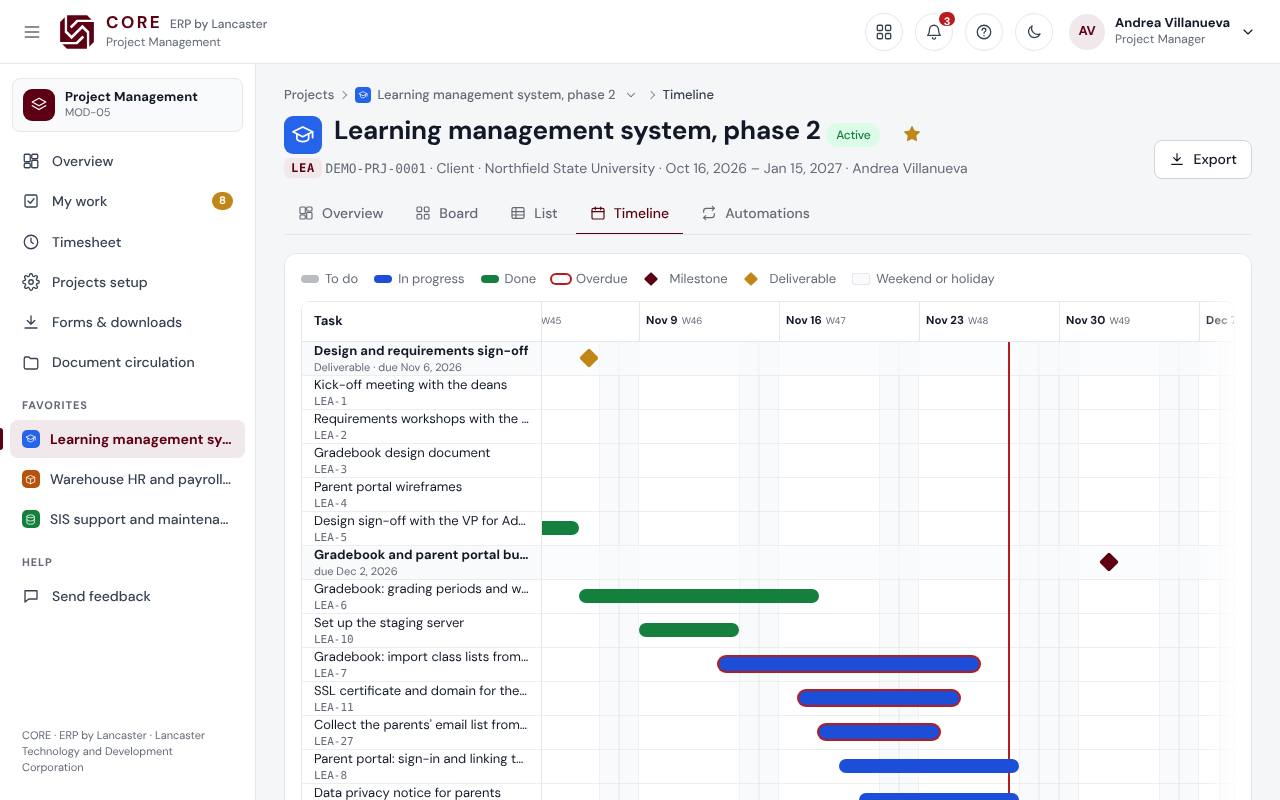 CORE ERP by Lancaster
Project Management
3
AV
Andrea Villanueva
Project Manager
Project Management
MOD-05
Overview
My work
8
Timesheet
Projects setup
Forms & downloads
Document circulation
FAVORITES
Learning management sy...
Warehouse HR and payroll...
SIS support and maintena...
HELP
Send feedback
CORE · ERP by Lancaster · Lancaster
Technology and Development
Corporation
Projects
Learning management system, phase 2
Timeline
Learning management system, phase 2
Active
LEA DEMO-PRJ-0001 · Client · Northfield State University · Oct 16, 2026 – Jan 15, 2027 · Andrea Villanueva
Export
Overview
Board
List
Timeline
Automations
To do
In progress
Done
Overdue
Milestone
Deliverable
Weekend or holiday
Task
W45
Nov 9 W46
Nov 16 W47
Nov 23 W48
Nov 30 W49
Dec
Design and requirements sign-off
Deliverable · due Nov 6, 2026
Kick-off meeting with the deans
LEA-1
Requirements workshops with the ...
LEA-2
Gradebook design document
LEA-3
Parent portal wireframes
LEA-4
Design sign-off with the VP for Ad...
LEA-5
Gradebook and parent portal bu...
due Dec 2, 2026
Gradebook: grading periods and w...
LEA-6
Set up the staging server
LEA-10
Gradebook: import class lists from...
LEA-7
SSL certificate and domain for the...
LEA-11
Collect the parents' email list from...
LEA-27
Parent portal: sign-in and linking t...
LEA-8
Data privacy notice for parents